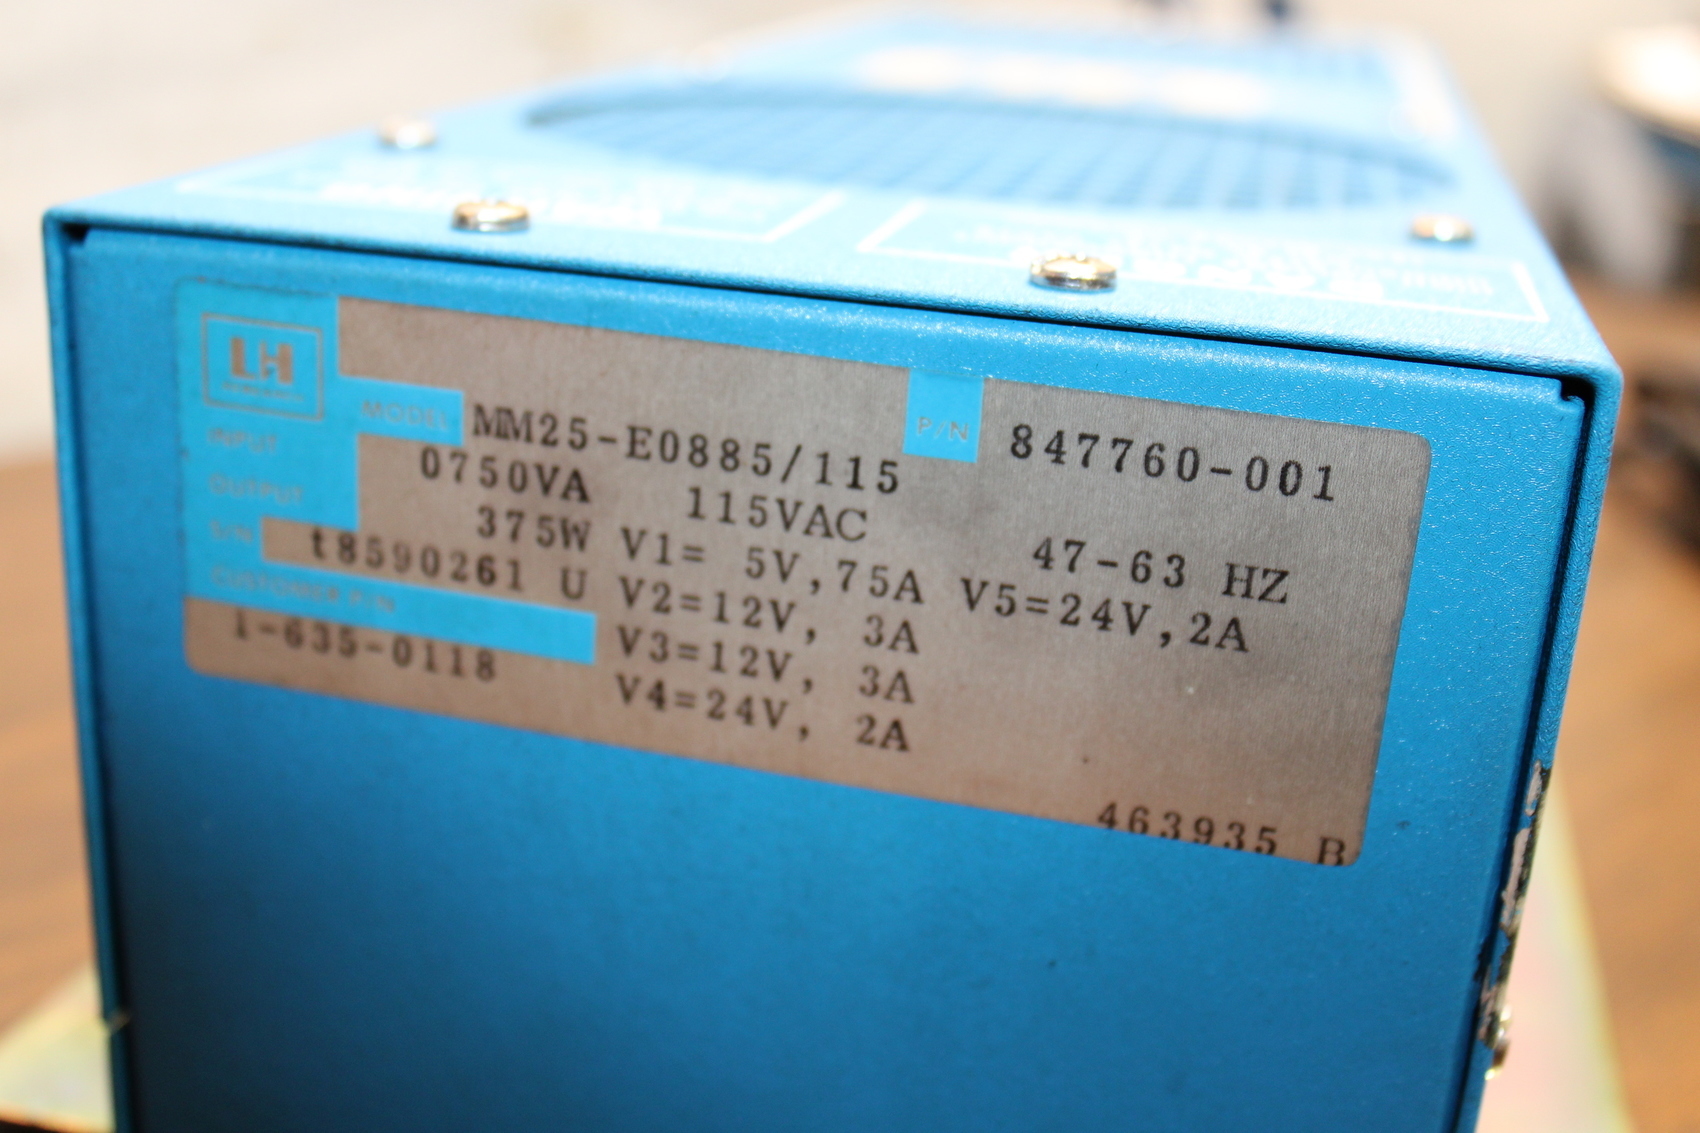 LH
MODEL MM25-E0885/115 P/N 847760-001
INPUT 0750VA 115VAC 47-63 HZ
OUTPUT 375W V1= 5V,75A V5=24V,2A
S/N t8590261 U V2=12V, 3A
CUSTOMER P/N V3=12V, 3A
1-635-0118 V4=24V, 2A
463935 B